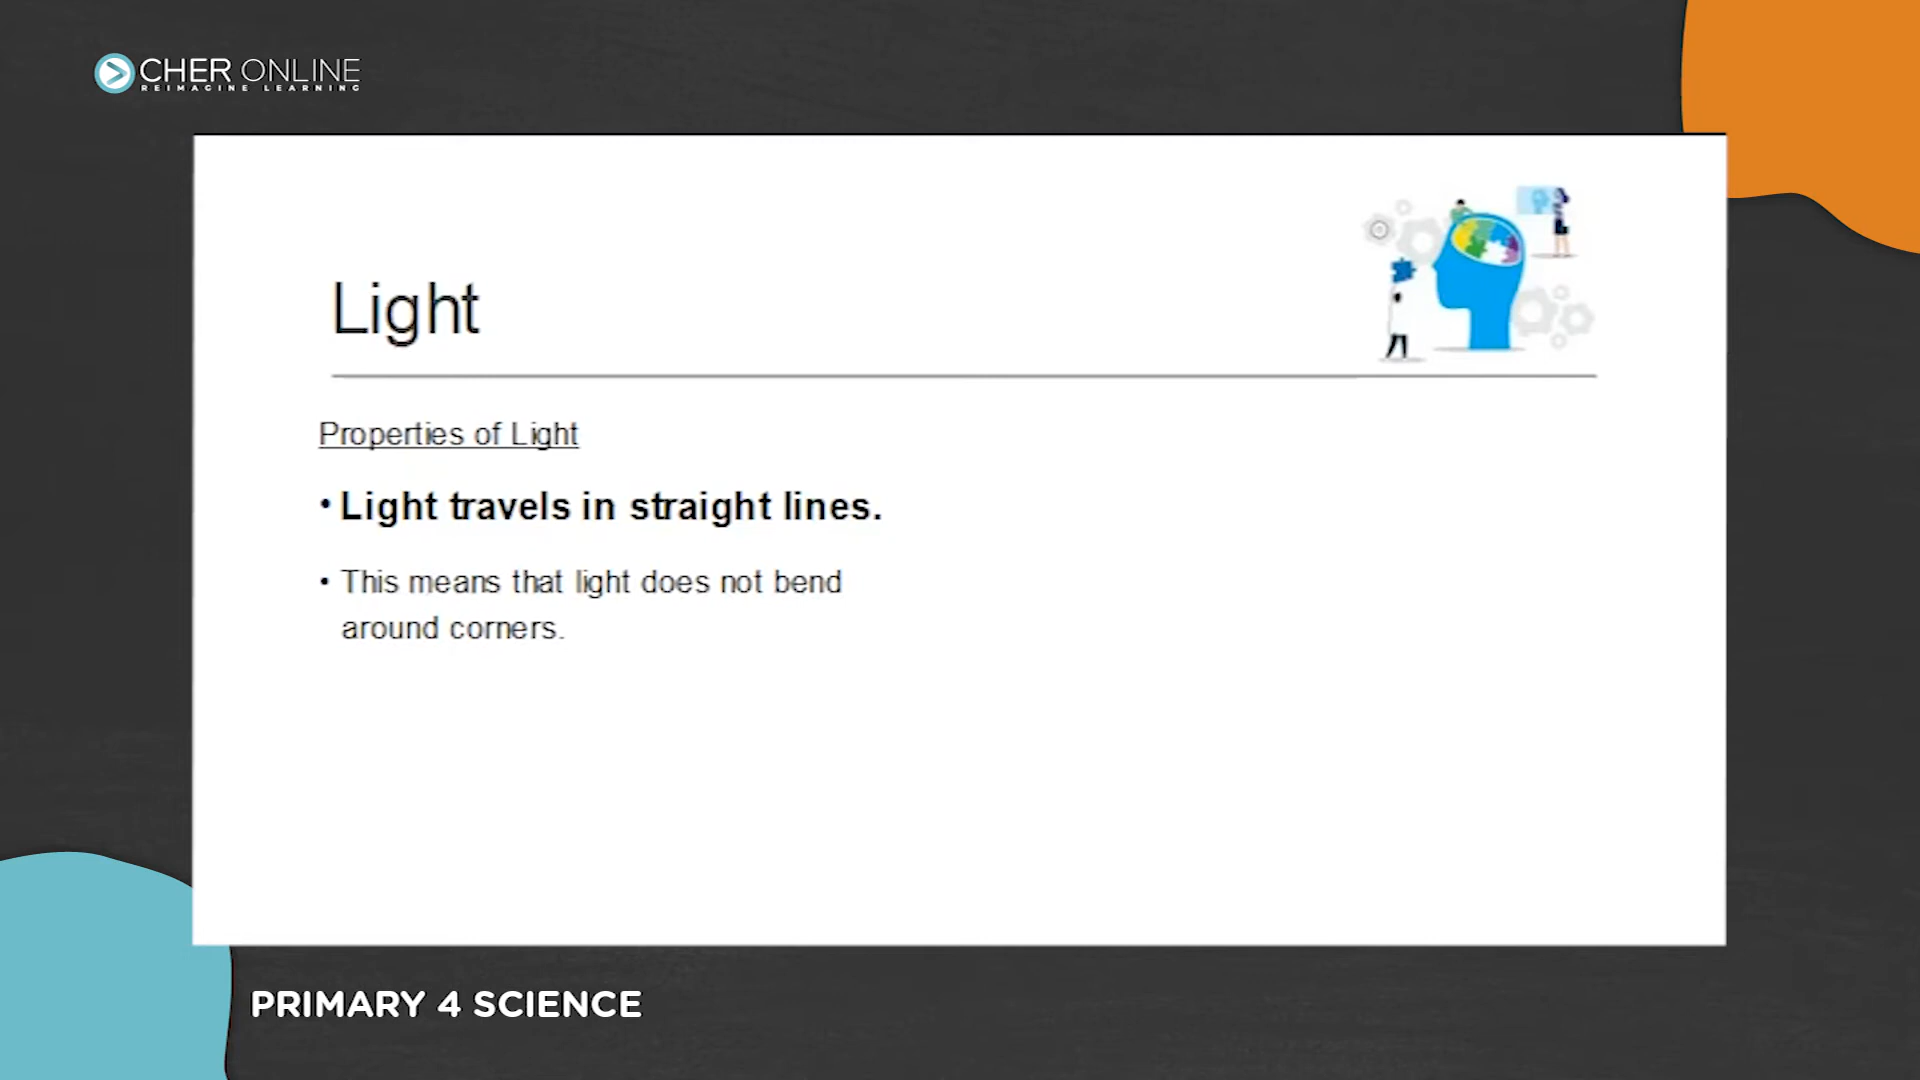 CHER ONLINE
REIMAGINE LEARNING
Light
Properties of Light
• Light travels in straight lines.
• This means that light does not bend
around corners.
PRIMARY 4 SCIENCE